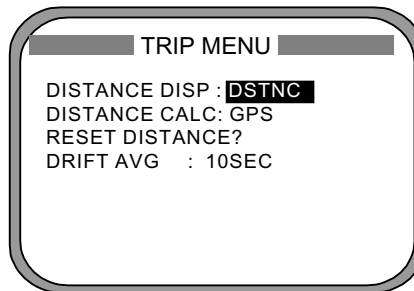 TRIP MENU
DISTANCE DISP : DSTNC
DISTANCE CALC: GPS
RESET DISTANCE?
DRIFT AVG : 10SEC